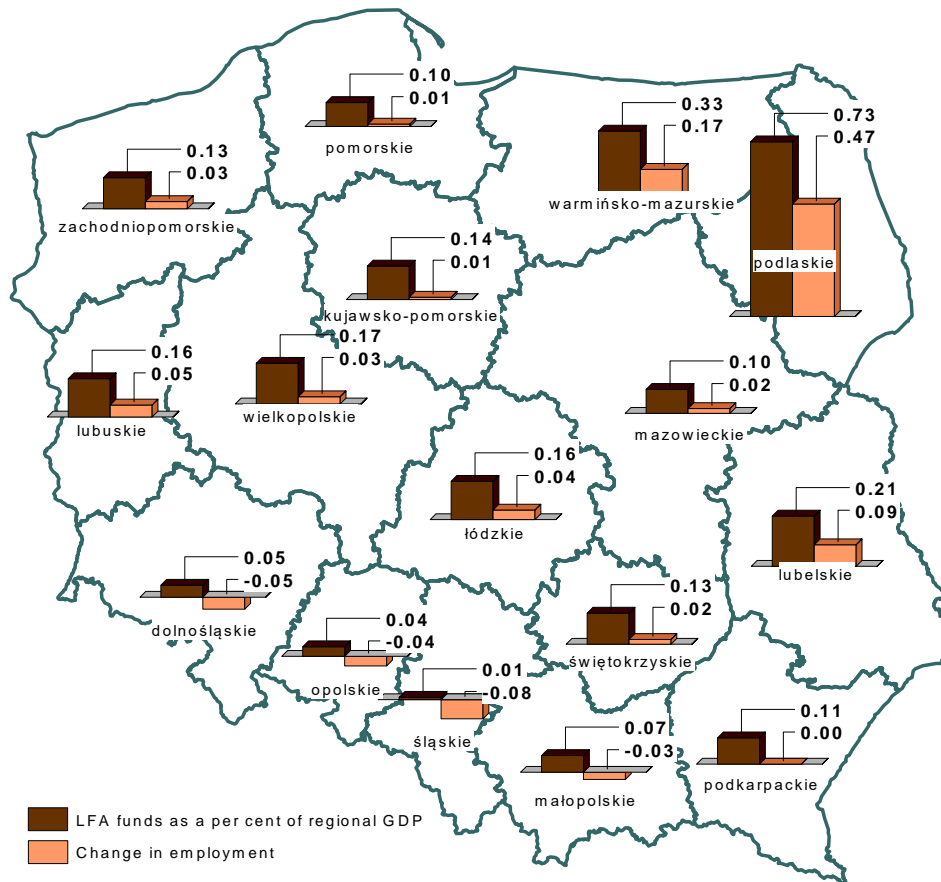 0.10
0.01
pomorskie
0.33
0.17
warmińsko-mazurskie
0.73
0.47
podlaskie
0.13
0.03
zachodniopomorskie
0.14
0.01
kujawsko-pomorskie
0.16
0.05
lubuskie
0.17
0.03
wielkopolskie
0.10
0.02
mazowieckie
0.16
0.04
łódzkie
0.21
0.09
lubelskie
0.05
-0.05
dolnośląskie
0.04
-0.04
opolskie
0.13
0.02
świętokrzyskie
0.01
-0.08
śląskie
0.07
-0.03
małopolskie
0.11
0.00
podkarpackie
LFA funds as a per cent of regional GDP
Change in employment